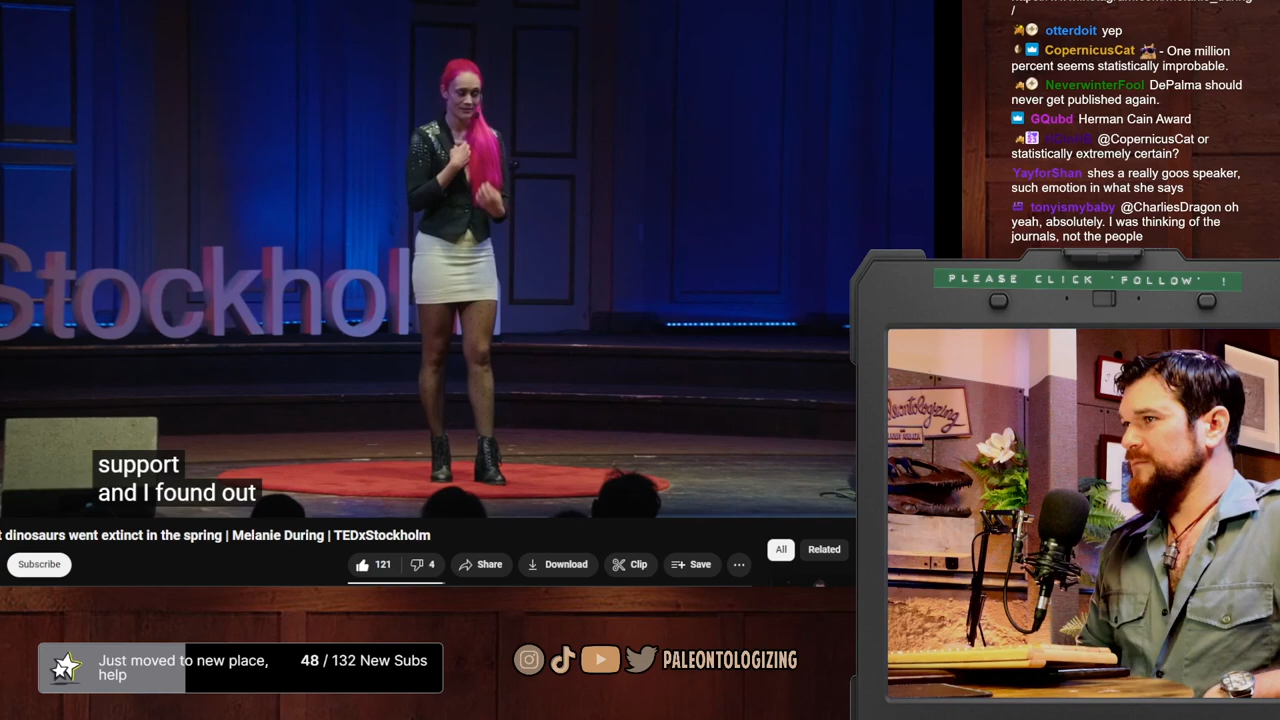 /
otterdoit yep
CopernicusCat - One million
percent seems statistically improbable.
NeverwinterFool DePalma should
never get published again.
GQubd Herman Cain Award
@CopernicusCat or
statistically extremely certain?
YayforShan shes a really goos speaker,
such emotion in what she says
tonyismybaby @CharliesDragon oh
yeah, absolutely. I was thinking of the
journals, not the people
PLEASE CLICK 'FOLLOW' !
Stockhol
support
and I found out
t dinosaurs went extinct in the spring | Melanie During | TEDxStockholm
Subscribe
121
4
Share
Download
Clip
Save
...
All
Related
Paleontologizing
Just moved to new place,
help
48 / 132 New Subs
PALEONTOLOGIZING